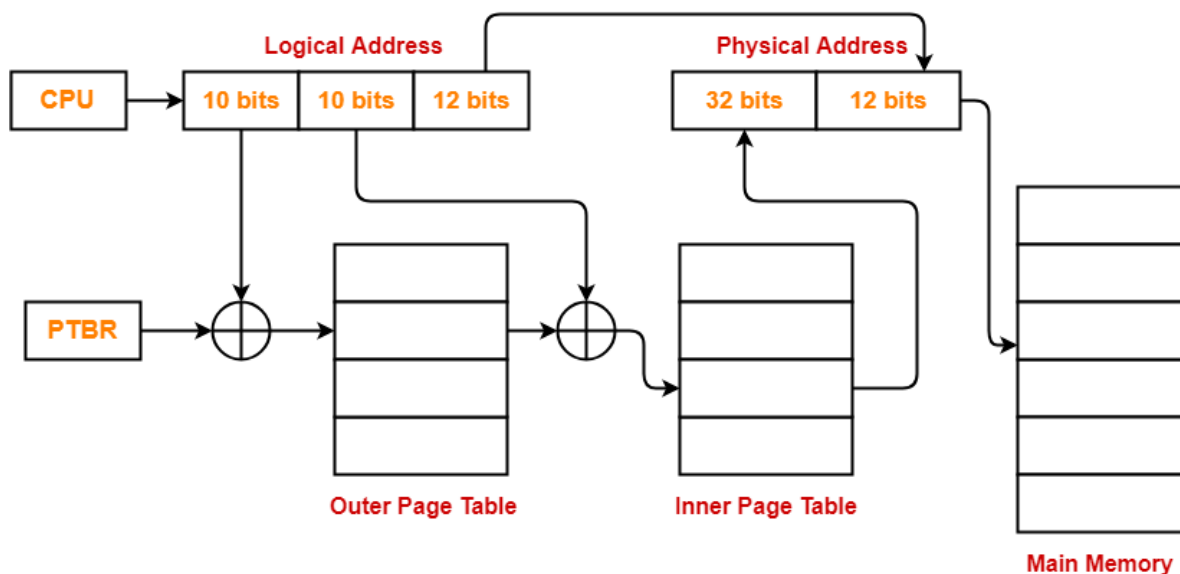 Logical Address
Physical Address
CPU
10 bits
10 bits
12 bits
32 bits
12 bits
PTBR
Outer Page Table
Inner Page Table
Main Memory